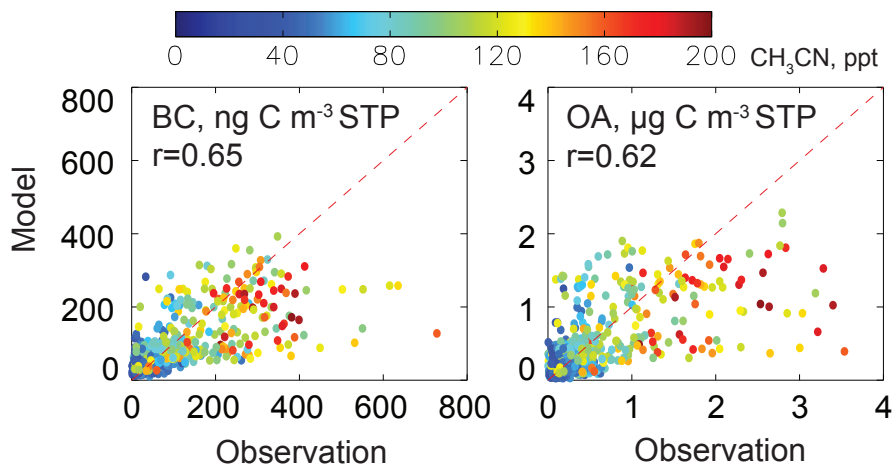 0 40 80 120 160 200
CH₃CN, ppt
BC, ng C m⁻³ STP
r=0.65
800
600
400
200
0
Model
0 200 400 600 800
Observation
OA, µg C m⁻³ STP
r=0.62
4
3
2
1
0
0 1 2 3 4
Observation